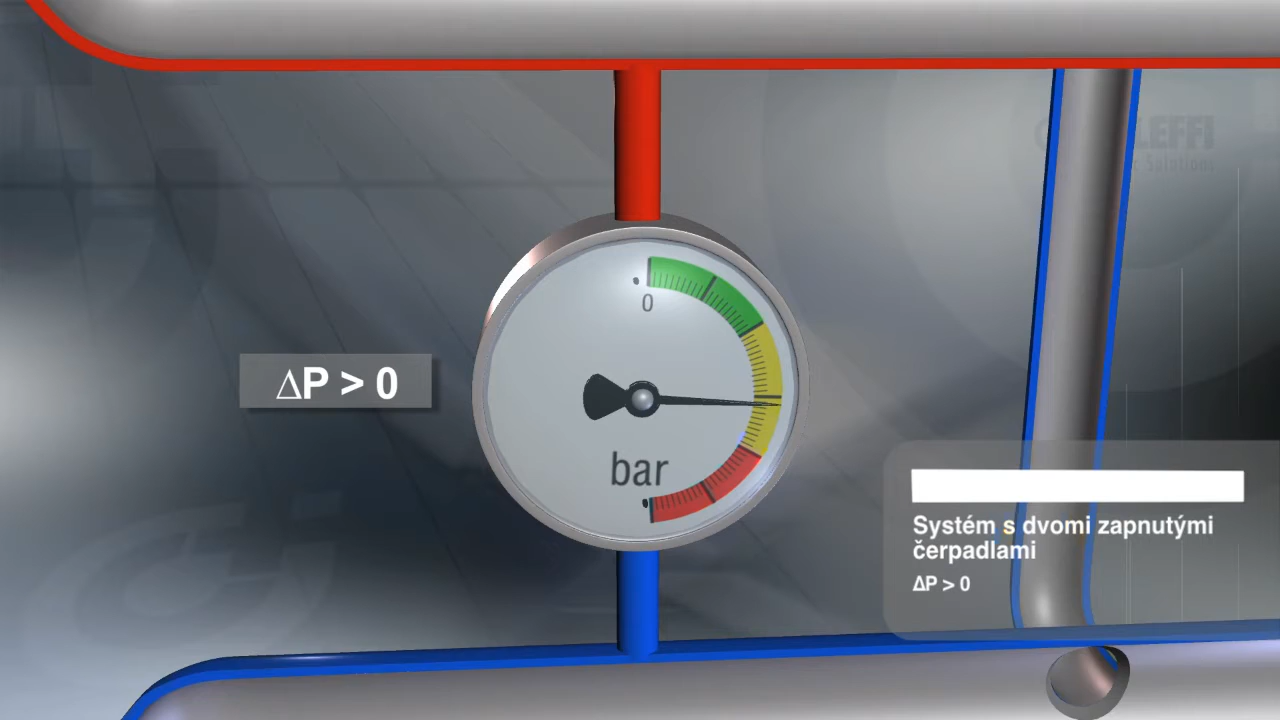 0
ΔP > 0
bar
Systém s dvomi zapnutými
čerpadlami
ΔP > 0